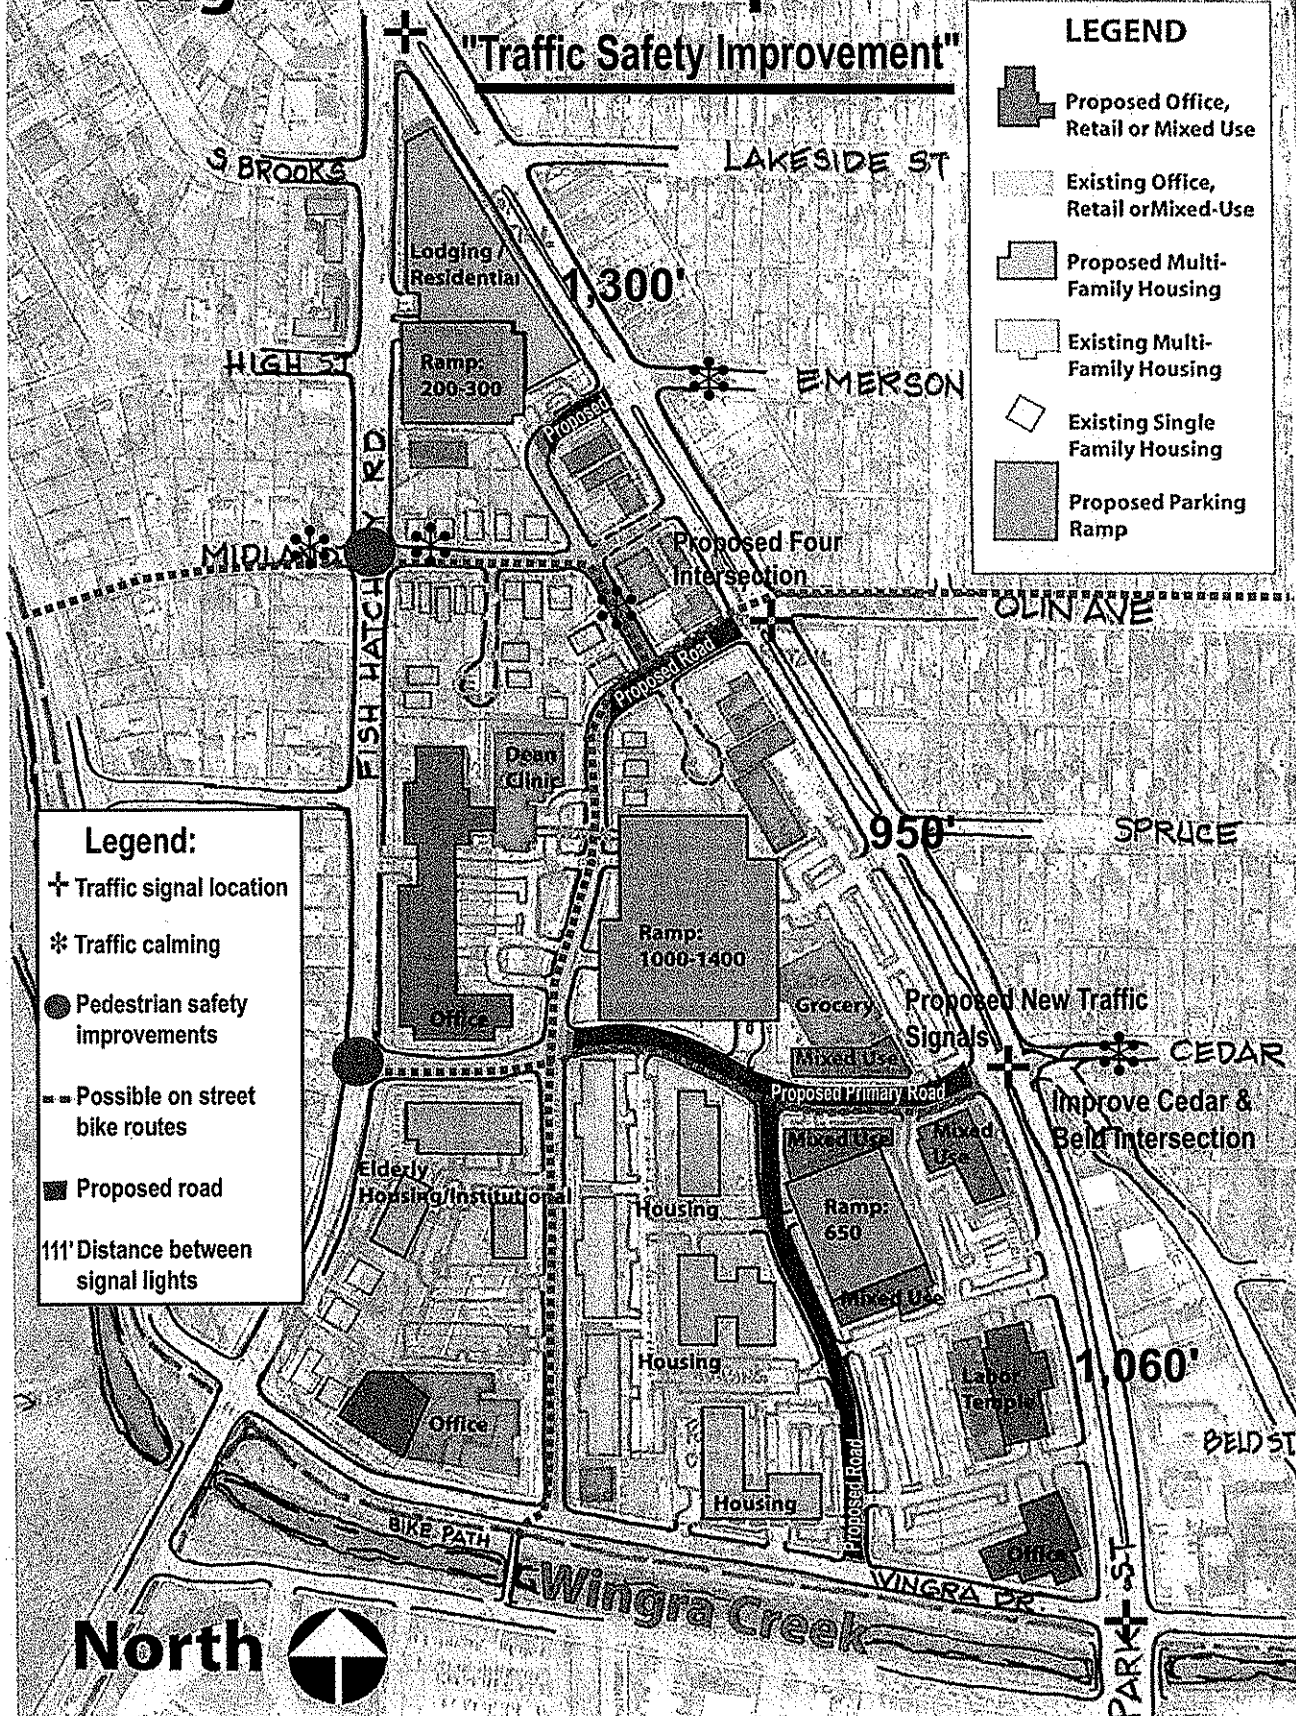 "Traffic Safety Improvement"
LEGEND
Proposed Office,
Retail or Mixed Use
Existing Office,
Retail orMixed-Use
Proposed Multi-
Family Housing
Existing Multi-
Family Housing
Existing Single
Family Housing
Proposed Parking
Ramp
S BROOKS
LAKESIDE ST
Lodging /
Residential
1,300'
HIGH ST
Ramp:
200-300
EMERSON
Proposed
FISH HATCHERY RD
MIDLAND
Proposed Four
Intersection
OLIN AVE
Proposed Road
Dean
Clinic
950'
SPRUCE
Legend:
Traffic signal location
Traffic calming
Pedestrian safety
improvements
Possible on street
bike routes
Proposed road
111' Distance between
signal lights
Ramp:
1000-1400
Office
Grocery
Mixed Use
Proposed New Traffic
Signals
CEDAR
Proposed Primary Road
Improve Cedar &
Beld Intersection
Mixed Use
Mixed
Use
Elderly
Housing/Institutional
Housing
Ramp:
650
Mixed Use
Housing
Labor
Temple
1,060'
Office
BELD ST
Housing
Proposed Road
Office
BIKE PATH
WINGRA DR.
Wingra Creek
PARK ST
North